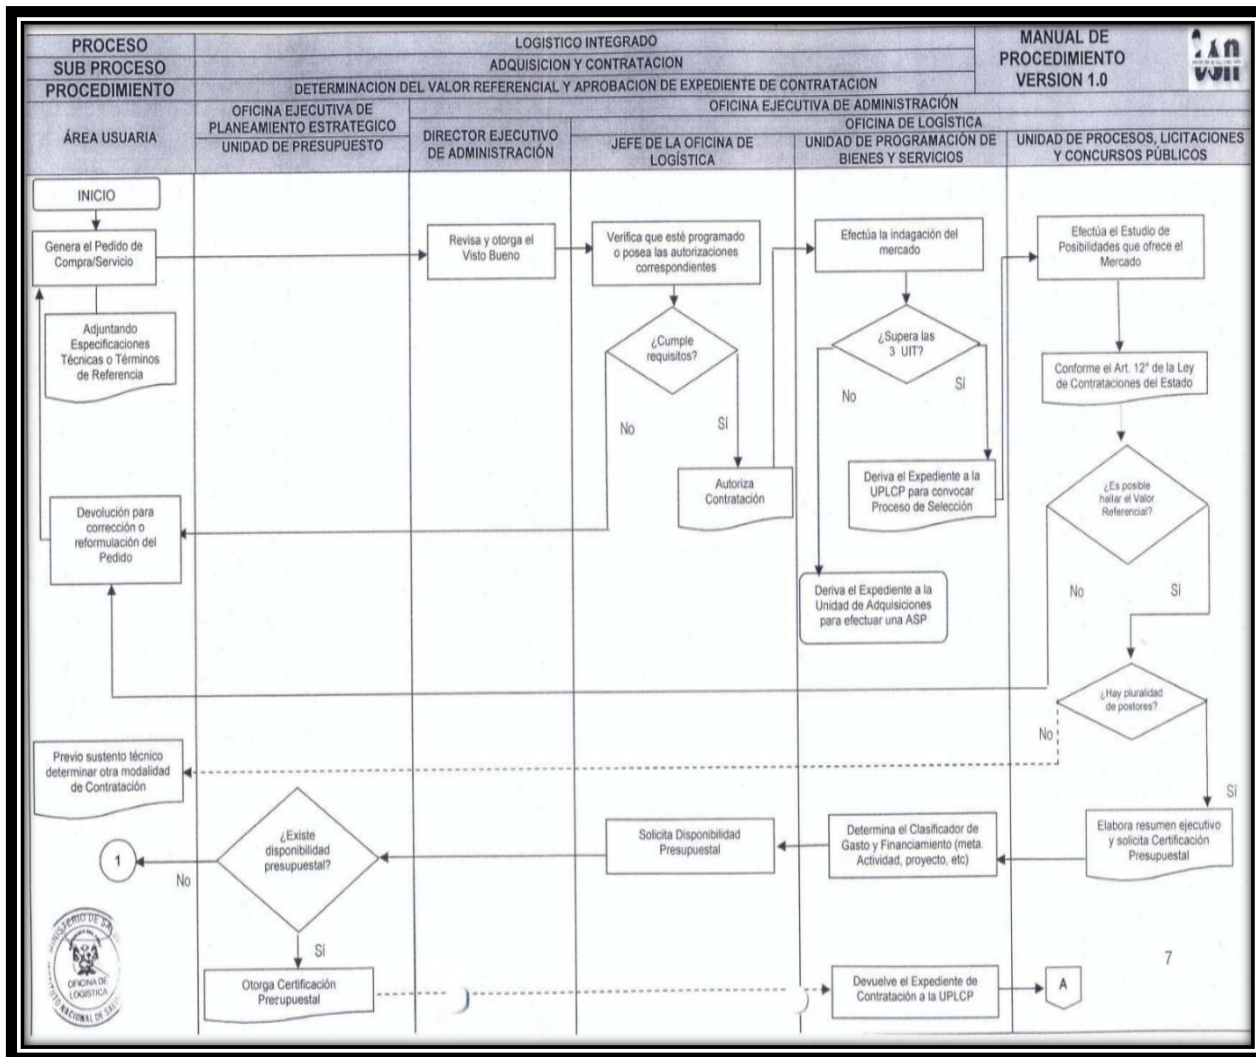 PROCESO
LOGISTICO INTEGRADO
SUB PROCESO
ADQUISICION Y CONTRATACION
PROCEDIMIENTO
DETERMINACION DEL VALOR REFERENCIAL Y APROBACION DE EXPEDIENTE DE CONTRATACION
MANUAL DE
PROCEDIMIENTO
VERSION 1.0
ÁREA USUARIA
OFICINA EJECUTIVA DE
PLANEAMIENTO ESTRATEGICO
UNIDAD DE PRESUPUESTO
OFICINA EJECUTIVA DE ADMINISTRACIÓN
DIRECTOR EJECUTIVO
DE ADMINISTRACIÓN
OFICINA DE LOGÍSTICA
JEFE DE LA OFICINA DE
LOGÍSTICA
UNIDAD DE PROGRAMACIÓN DE
BIENES Y SERVICIOS
UNIDAD DE PROCESOS, LICITACIONES
Y CONCURSOS PÚBLICOS
INICIO
Genera el Pedido de
Compra/Servicio
Adjuntando
Especificaciones
Técnicas o Términos
de Referencia
Revisa y otorga el
Visto Bueno
Verifica que esté programado
o posea las autorizaciones
correspondientes
¿Cumple
requisitos?
No
Sí
Autoriza
Contratación
Efectúa la indagación del
mercado
¿Supera las
3 UIT?
No
Sí
Deriva el Expediente a la
UPLCP para convocar
Proceso de Selección
Deriva el Expediente a la
Unidad de Adquisiciones
para efectuar una ASP
Efectúa el Estudio de
Posibilidades que ofrece el
Mercado
Conforme el Art. 12° de la Ley
de Contrataciones del Estado
¿Es posible
hallar el Valor
Referencial?
No
Sí
Devolución para
corrección o
reformulación del
Pedido
¿Hay pluralidad
de postores?
No
Sí
Previo sustento técnico
determinar otra modalidad
de Contratación
Elabora resumen ejecutivo
y solicita Certificación
Presupuestal
Determina el Clasificador de
Gasto y Financiamiento (meta.
Actividad, proyecto, etc)
Solicita Disponibilidad
Presupuestal
¿Existe
disponibilidad
presupuestal?
No
1
Sí
Otorga Certificación
Precupuestal
Devuelve el Expediente de
Contratación a la UPLCP
A
7
MINISTERIO DE SALUD
OFICINA DE
LOGISTICA